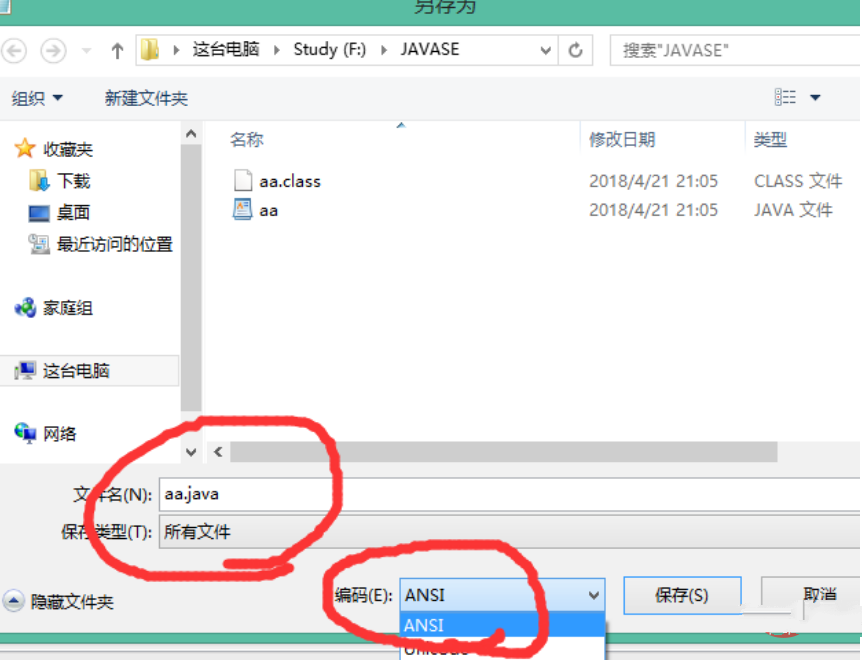 另存为
这台电脑 Study (F:) JAVASE 搜索"JAVASE"
组织 新建文件夹
名称 修改日期 类型
收藏夹
下载
桌面
最近访问的位置
家庭组
这台电脑
网络
aa.class 2018/4/21 21:05 CLASS 文件
aa 2018/4/21 21:05 JAVA 文件
文件名(N): aa.java
保存类型(T): 所有文件
隐藏文件夹 编码(E): ANSI 保存(S) 取消
ANSI
Unicode